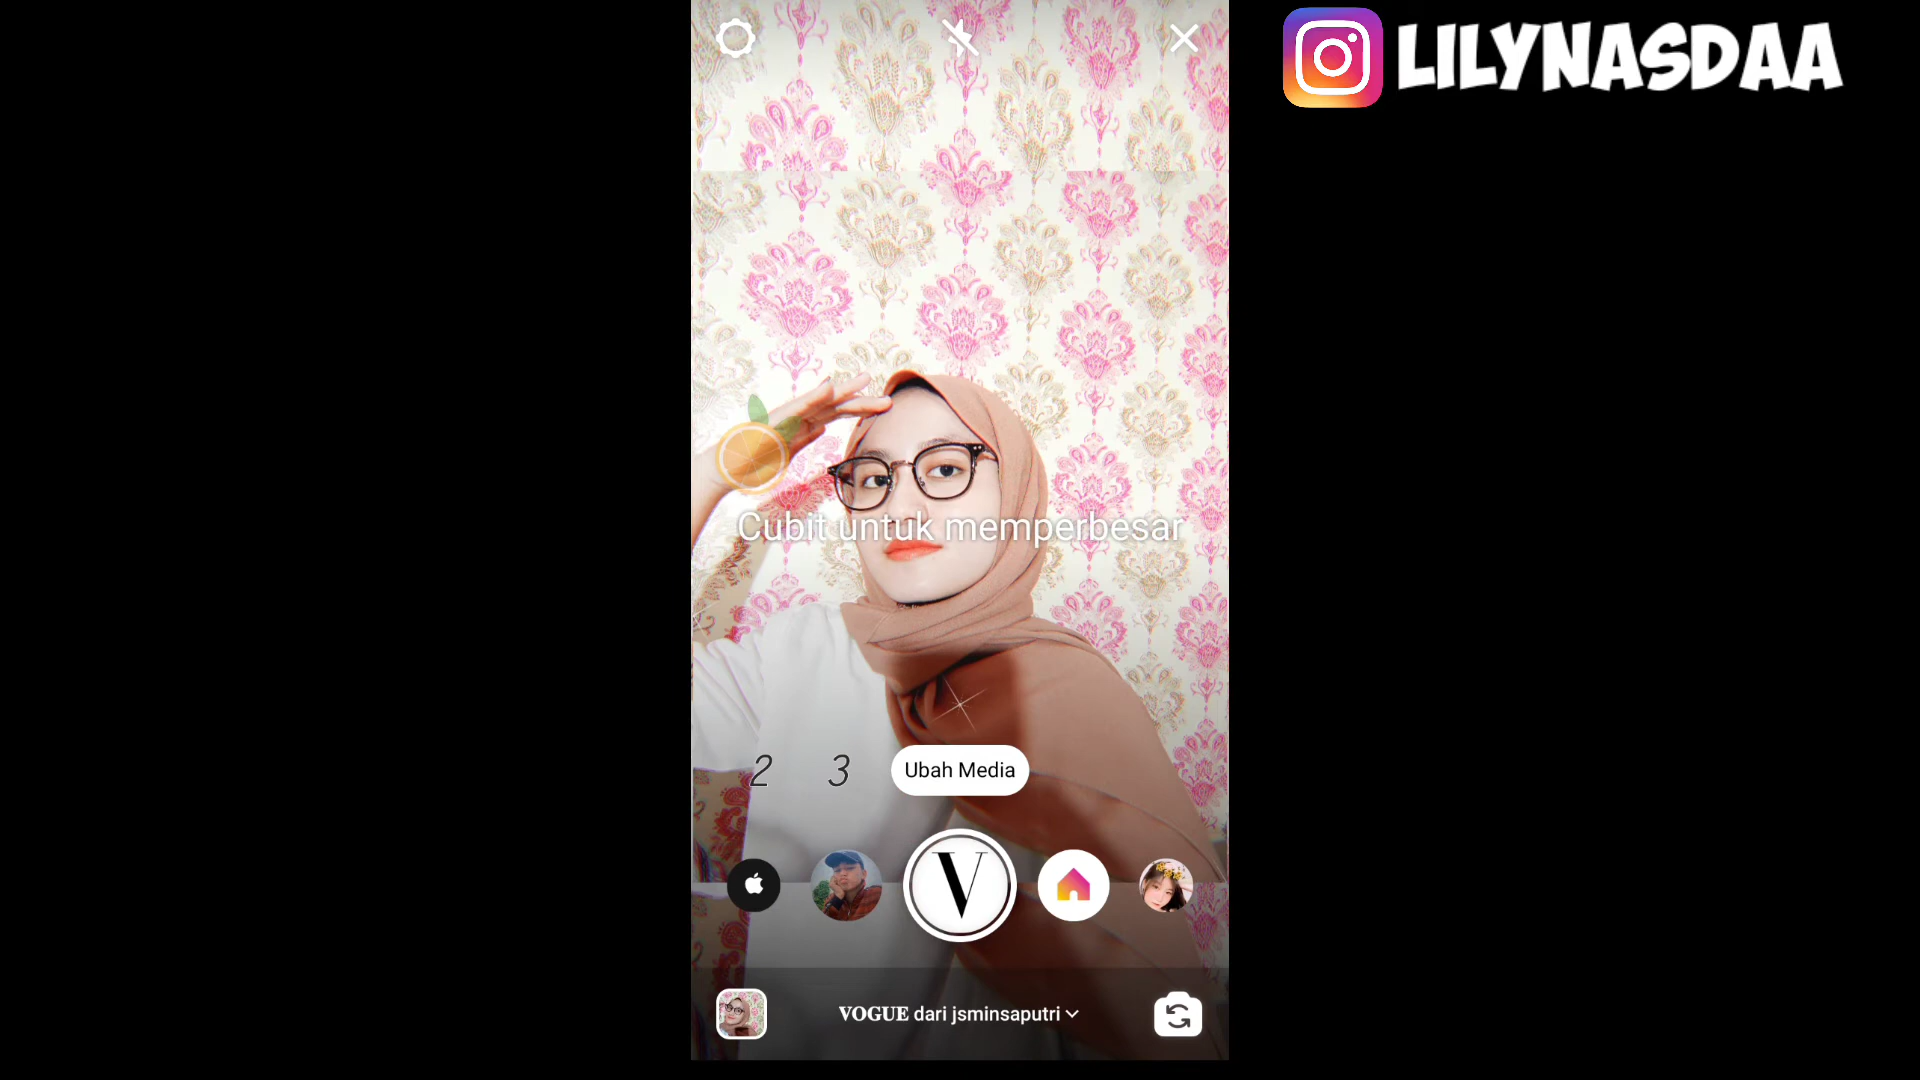 LILYNASDAA
Cubit untuk memperbesar
2 3 Ubah Media
V
VOGUE dari jsminsaputri